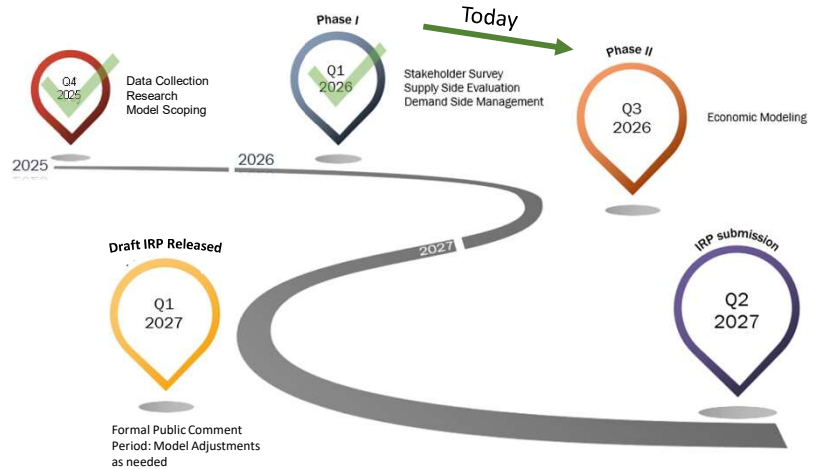 Phase I
Today
Phase II
Q4
2025
Data Collection
Research
Model Scoping
Q1
2026
Stakeholder Survey
Supply Side Evaluation
Demand Side Management
Q3
2026
Economic Modeling
2025
2026
2027
Draft IRP Released
Q1
2027
Formal Public Comment
Period: Model Adjustments
as needed
IRP submission
Q2
2027